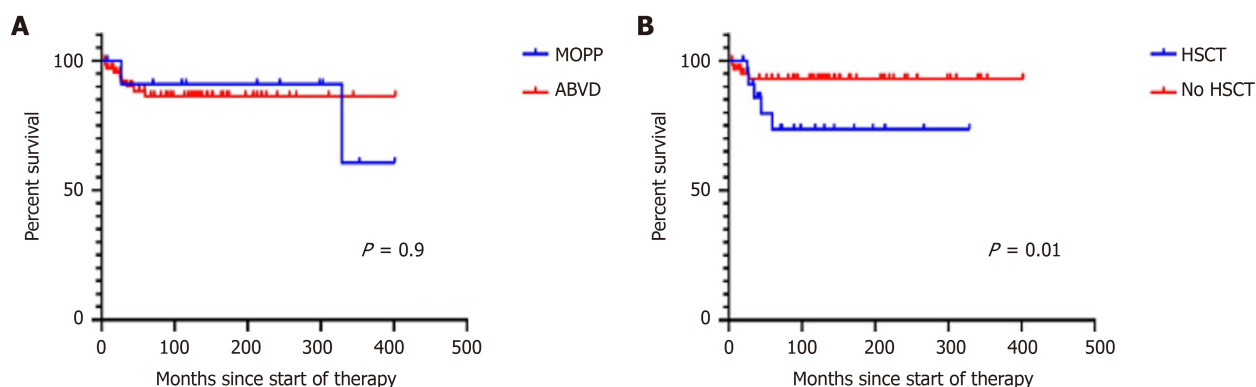 A
100
50
0
Percent survival
0 100 200 300 400 500
Months since start of therapy
MOPP
ABVD
P = 0.9
B
100
50
0
Percent survival
0 100 200 300 400 500
Months since start of therapy
HSCT
No HSCT
P = 0.01